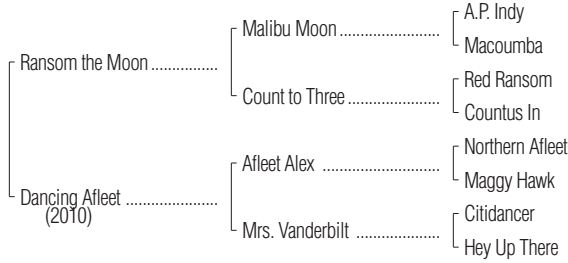 A.P. Indy
Malibu Moon
Macoumba
Ransom the Moon
Red Ransom
Count to Three
Countus In
Northern Afleet
Afleet Alex
Maggy Hawk
Dancing Afleet
(2010)
Citidancer
Mrs. Vanderbilt
Hey Up There